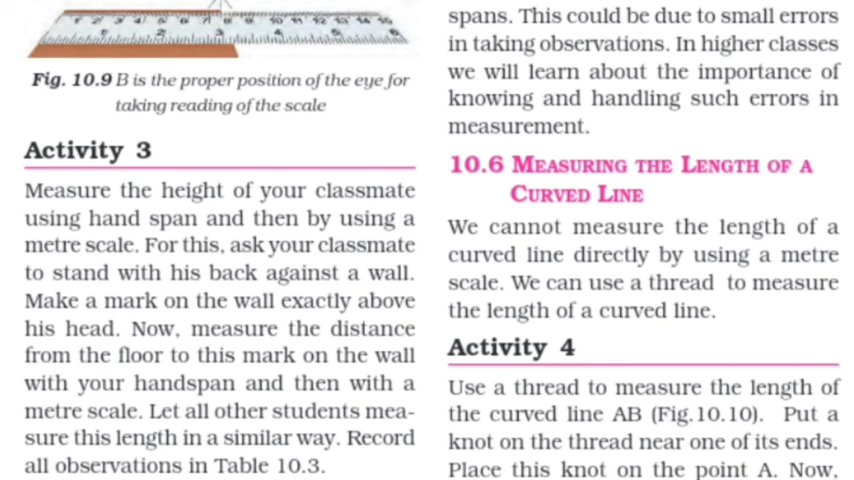 Fig. 10.9 B is the proper position of the eye for
taking reading of the scale
Activity 3
Measure the height of your classmate
using hand span and then by using a
metre scale. For this, ask your classmate
to stand with his back against a wall.
Make a mark on the wall exactly above
his head. Now, measure the distance
from the floor to this mark on the wall
with your handspan and then with a
metre scale. Let all other students mea-
sure this length in a similar way. Record
all observations in Table 10.3.
spans. This could be due to small errors
in taking observations. In higher classes
we will learn about the importance of
knowing and handling such errors in
measurement.
10.6 MEASURING THE LENGTH OF A
CURVED LINE
We cannot measure the length of a
curved line directly by using a metre
scale. We can use a thread to measure
the length of a curved line.
Activity 4
Use a thread to measure the length of
the curved line AB (Fig.10.10). Put a
knot on the thread near one of its ends.
Place this knot on the point A. Now,